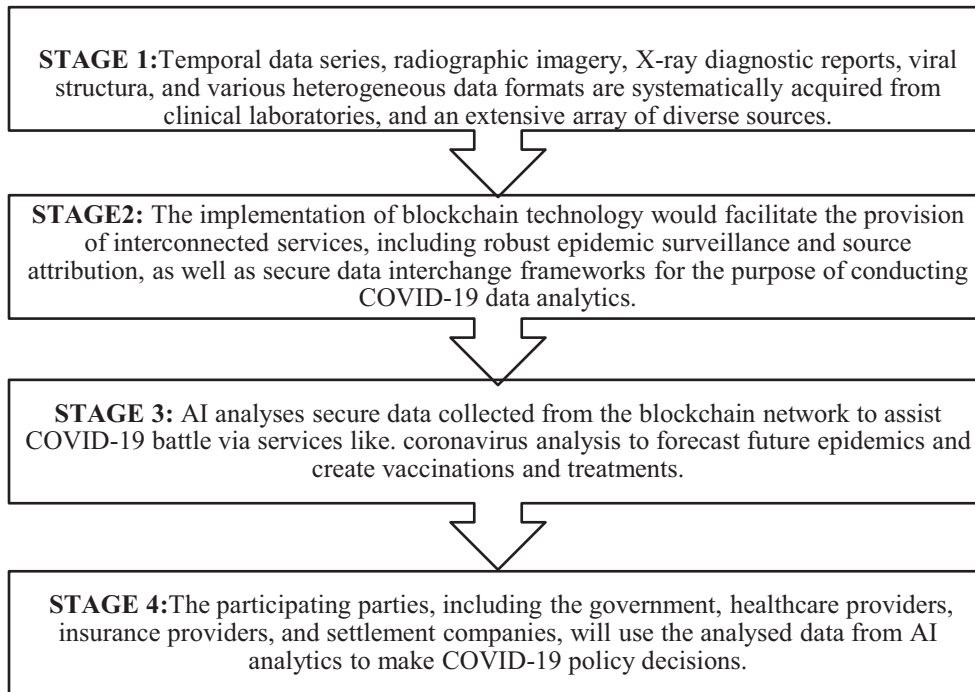 STAGE 1:Temporal data series, radiographic imagery, X-ray diagnostic reports, viral
structura, and various heterogeneous data formats are systematically acquired from
clinical laboratories, and an extensive array of diverse sources.
STAGE2: The implementation of blockchain technology would facilitate the provision
of interconnected services, including robust epidemic surveillance and source
attribution, as well as secure data interchange frameworks for the purpose of conducting
COVID-19 data analytics.
STAGE 3: AI analyses secure data collected from the blockchain network to assist
COVID-19 battle via services like. coronavirus analysis to forecast future epidemics and
create vaccinations and treatments.
STAGE 4:The participating parties, including the government, healthcare providers,
insurance providers, and settlement companies, will use the analysed data from AI
analytics to make COVID-19 policy decisions.